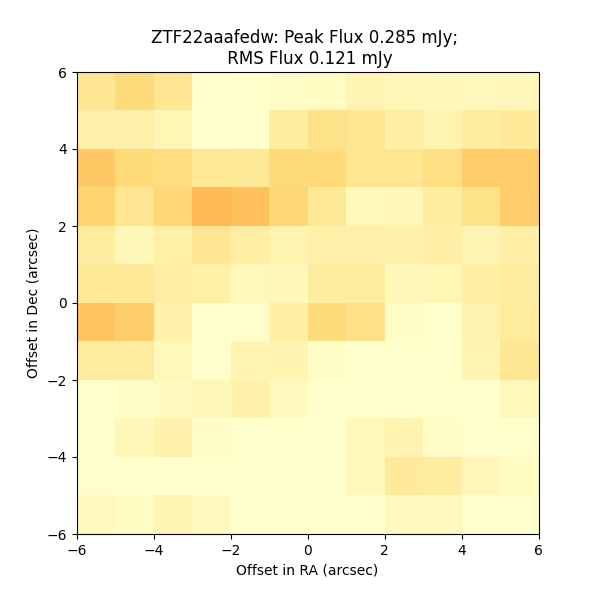 ZTF22aaafedw: Peak Flux 0.285 mJy;
RMS Flux 0.121 mJy
6
4
2
0
−2
−4
−6
Offset in Dec (arcsec)
−6 −4 −2 0 2 4 6
Offset in RA (arcsec)